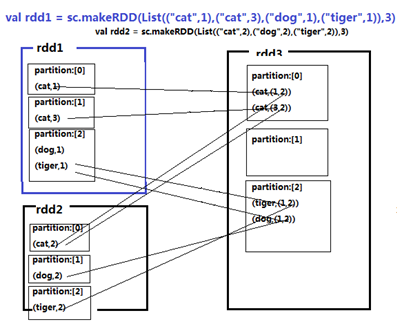 val rdd1 = sc.makeRDD(List(("cat",1),("cat",3),("dog",1),("tiger",1)),3)
val rdd2 = sc.makeRDD(List(("cat",2),("dog",2),("tiger",2)),3)
rdd1
partition:[0]
(cat,1)
partition:[1]
(cat,3)
partition:[2]
(dog,1)
(tiger,1)
rdd2
partition:[0]
(cat,2)
partition:[1]
(dog,2)
partition:[2]
(tiger,2)
rdd3
partition:[0]
(cat,(1,2))
(cat,(3,2))
partition:[1]
partition:[2]
(tiger,(1,2))
(dog,(1,2))